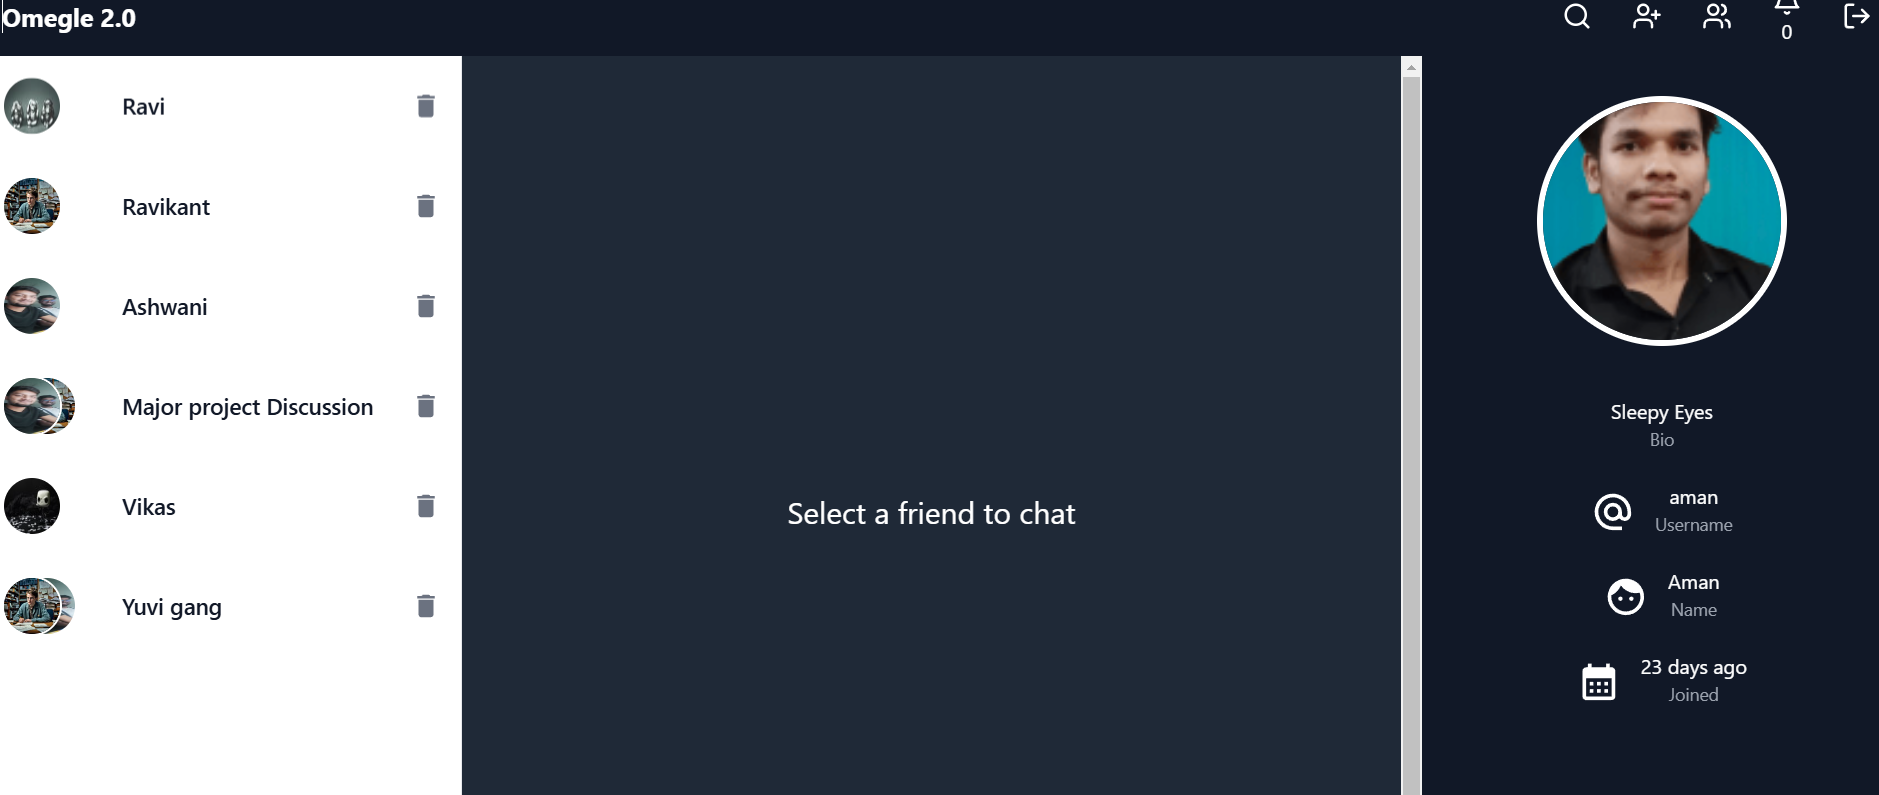 Omegle 2.0
0
Ravi
Ravikant
Ashwani
Major project Discussion
Vikas
Yuvi gang
Select a friend to chat
Sleepy Eyes
Bio
aman
Username
Aman
Name
23 days ago
Joined